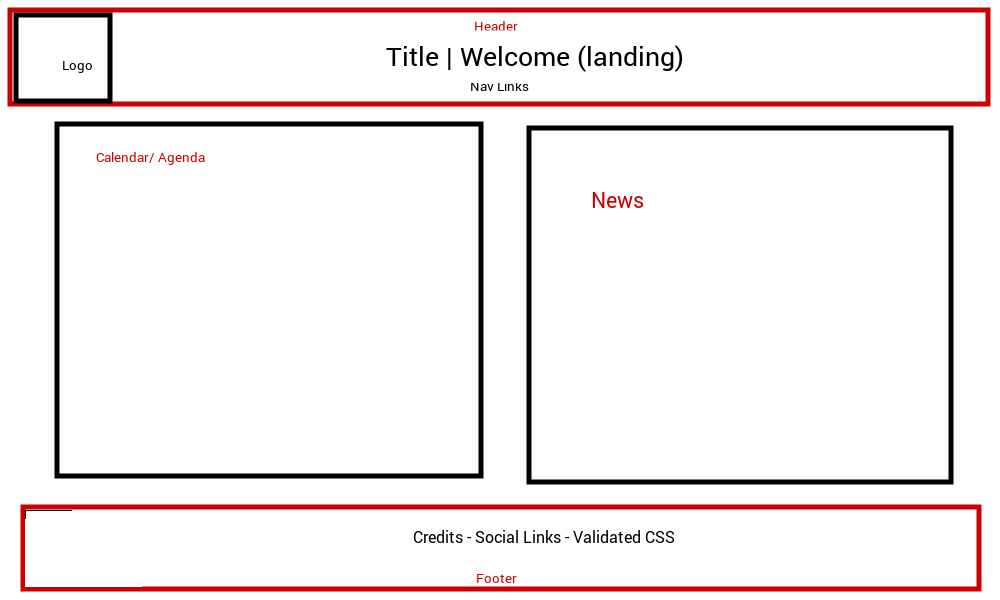 Header
Logo
Title | Welcome (landing)
Nav Links
Calendar/ Agenda
News
Credits - Social Links - Validated CSS
Footer